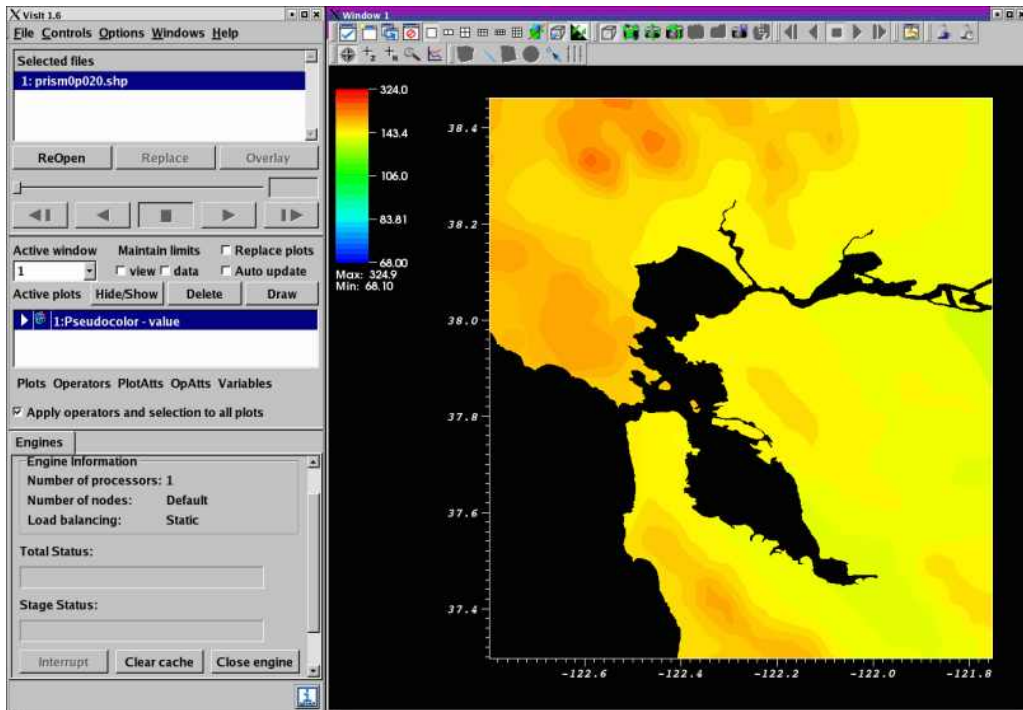 VisIt 1.6
File Controls Options Windows Help
Selected files
1: prism0p020.shp
ReOpen Replace Overlay
Active window Maintain limits Replace plots
1 view data Auto update
Active plots Hide/Show Delete Draw
1:Pseudocolor - value
Plots Operators PlotAtts OpAtts Variables
Apply operators and selection to all plots
Engines
Engine Information
Number of processors: 1
Number of nodes: Default
Load balancing: Static
Total Status:
Stage Status:
Interrupt Clear cache Close engine
Window 1
324.0
143.4
106.0
83.81
68.00
Max: 324.9
Min: 68.10
38.4
38.2
38.0
37.8
37.6
37.4
-122.6 -122.4 -122.2 -122.0 -121.8